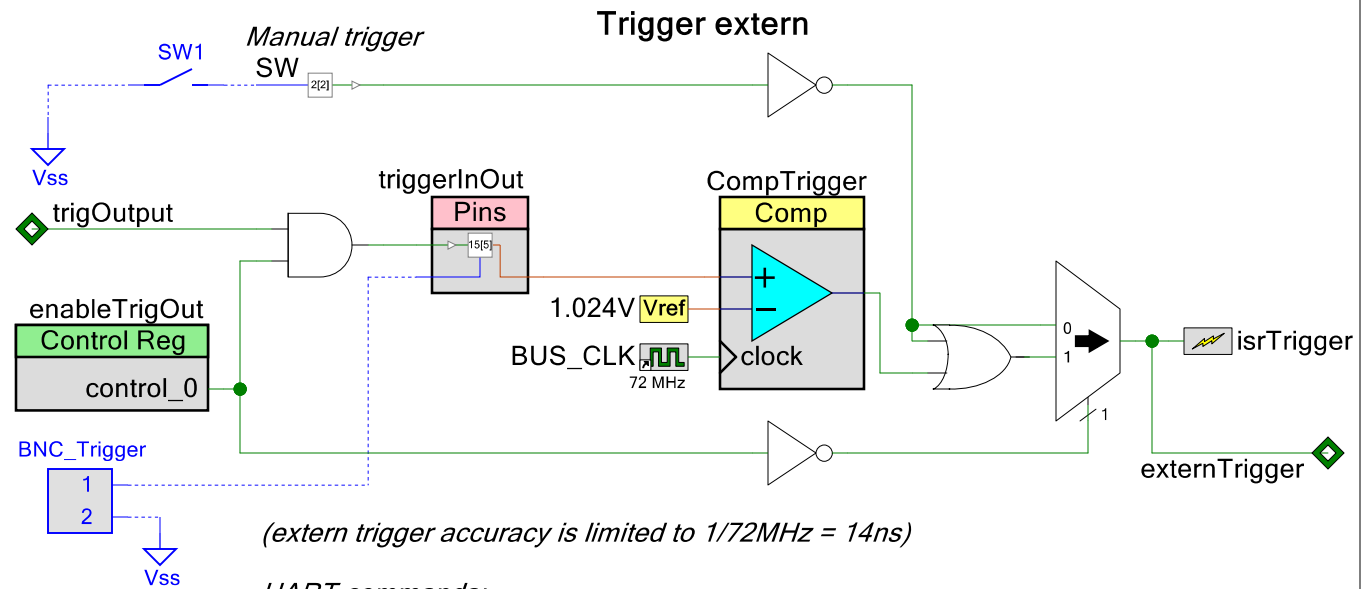 Trigger extern
Manual trigger
SW1
SW
2[2]
Vss
triggerInOut
CompTrigger
trigOutput
Pins
Comp
15[5]
+
−
enableTrigOut
1.024V
Vref
Control Reg
0
BUS_CLK
clock
isrTrigger
1
72 MHz
control_0
1
BNC_Trigger
externTrigger
1
2
(extern trigger accuracy is limited to 1/72MHz = 14ns)
Vss